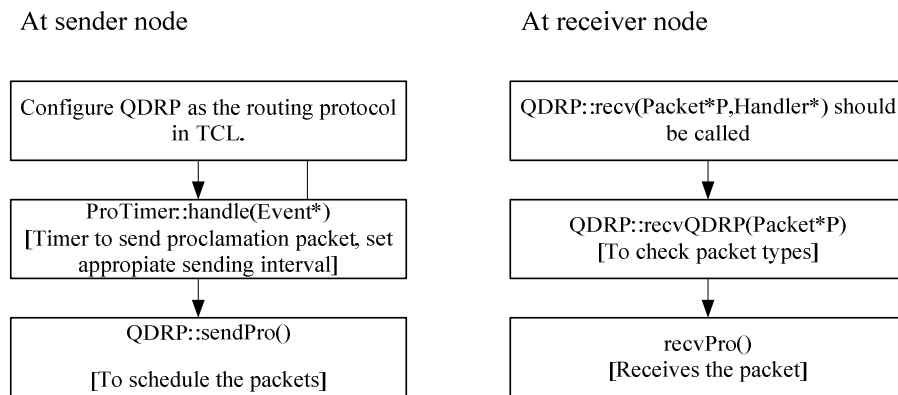 At sender node
Configure QDRP as the routing protocol
in TCL.
ProTimer::handle(Event*)
[Timer to send proclamation packet, set
appropiate sending interval]
QDRP::sendPro()
[To schedule the packets]
At receiver node
QDRP::recv(Packet*P,Handler*) should
be called
QDRP::recvQDRP(Packet*P)
[To check packet types]
recvPro()
[Receives the packet]